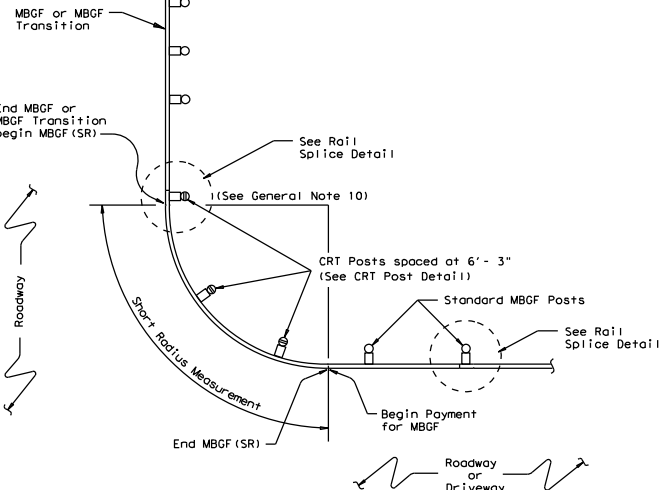 MBGF or MBGF
Transition
End MBGF or
MBGF Transition
begin MBGF(SR)
See Rail
Splice Detail
(See General Note 10)
CRT Posts spaced at 6'- 3"
(See CRT Post Detail)
Roadway
Standard MBGF Posts
Short Radius Measurement
See Rail
Splice Detail
Begin Payment
for MBGF
End MBGF(SR)
Roadway
or
Driveway